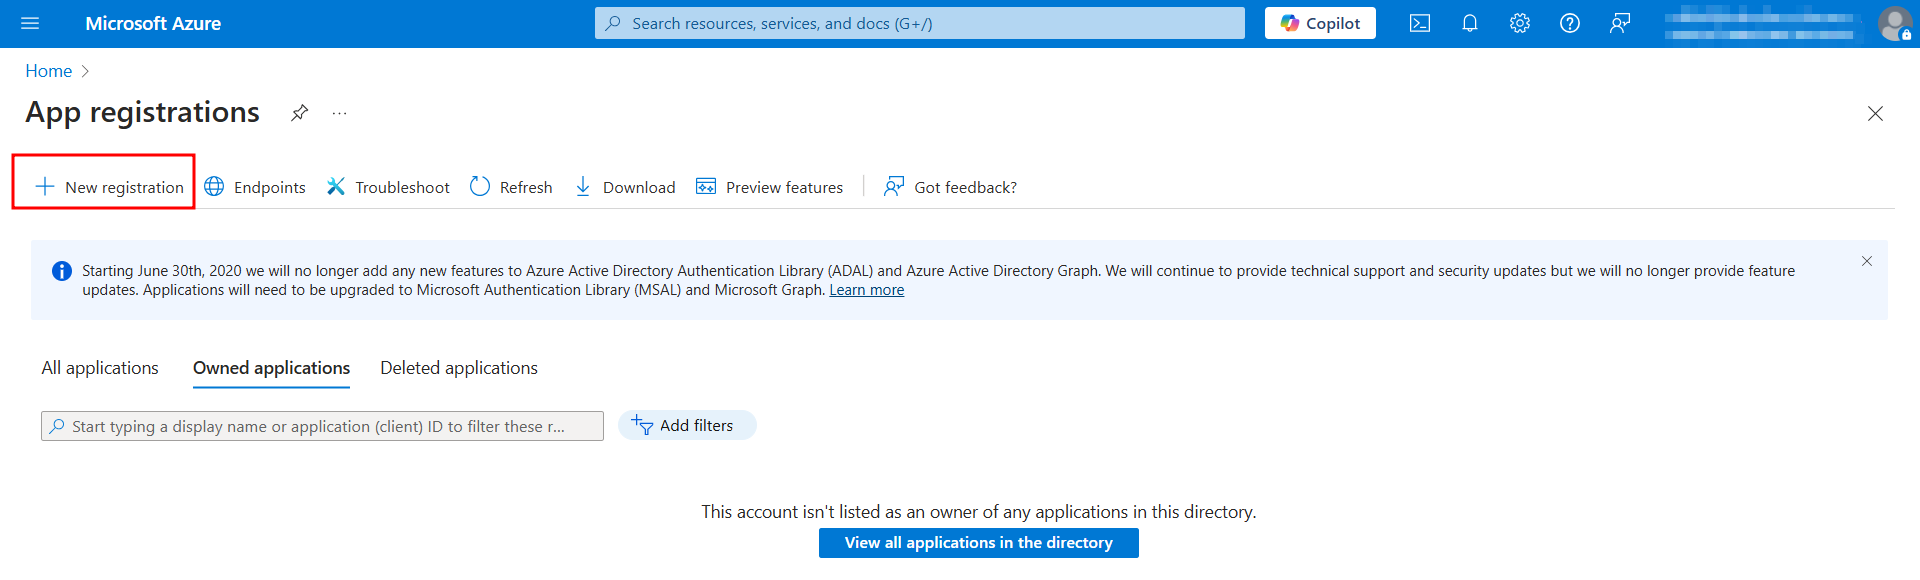 Microsoft Azure
Search resources, services, and docs (G+/)
Copilot
Home
App registrations
New registration
Endpoints
Troubleshoot
Refresh
Download
Preview features
Got feedback?
Starting June 30th, 2020 we will no longer add any new features to Azure Active Directory Authentication Library (ADAL) and Azure Active Directory Graph. We will continue to provide technical support and security updates but we will no longer provide feature
updates. Applications will need to be upgraded to Microsoft Authentication Library (MSAL) and Microsoft Graph. Learn more
All applications
Owned applications
Deleted applications
Start typing a display name or application (client) ID to filter these r...
Add filters
This account isn't listed as an owner of any applications in this directory.
View all applications in the directory